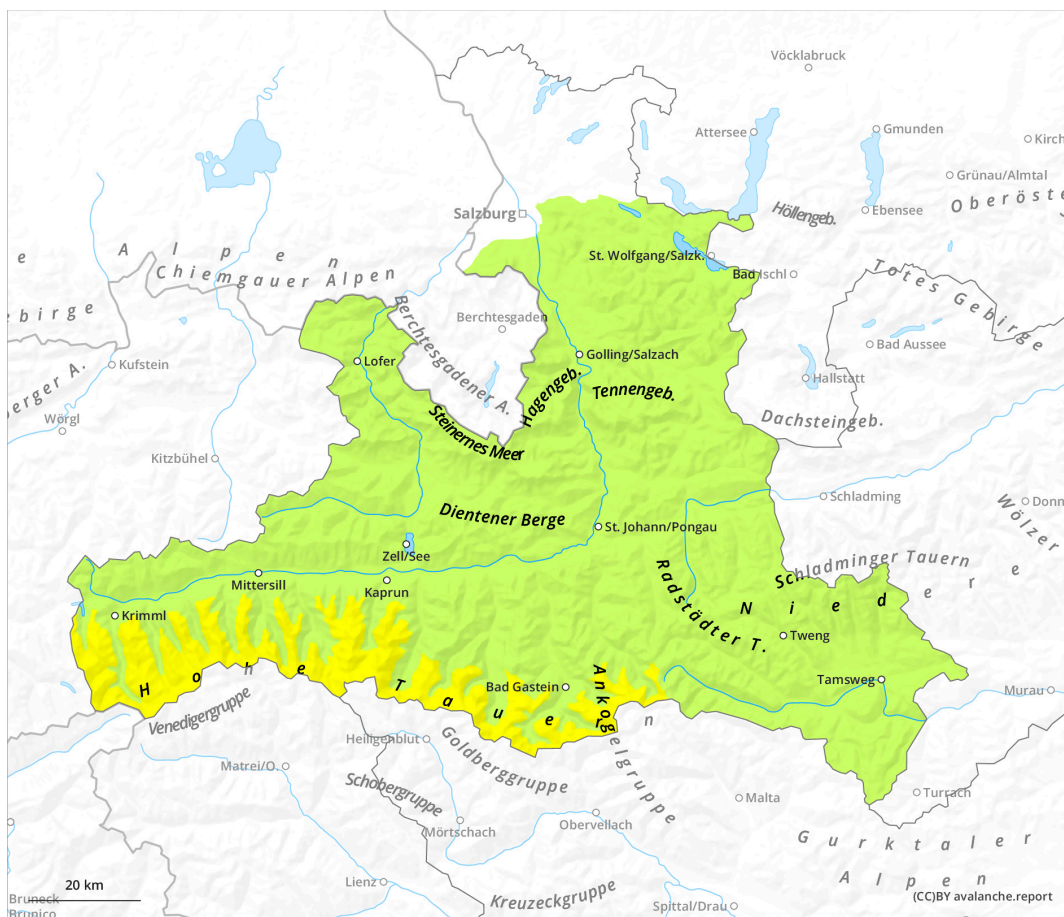 Vöcklabruck
Attersee
Gmunden
Kirch
Grünau/Almtal
Oberöste
Salzburg
Höllengeb.
Ebensee
e
Alpen
Chiemgauer Alpen
St. Wolfgang/Salzk.
Bad Ischl
Totes Gebirge
ebirge
Berchtesgaden
Berchtesgadener A.
Bad Aussee
Kufstein
Lofer
Golling/Salzach
Hallstatt
berger A.
Hagengeb.
Tennengeb.
Wörgl
Steinernes Meer
Dachsteingeb.
Kitzbühel
Schladming
Donn
Wölzer
Dientener Berge
St. Johann/Pongau
Zell/See
Schladminger Tauern
Mittersill
Kaprun
Radstädter T.
Niedere
Krimml
Tweng
Hohe Tauern
Bad Gastein
Ankogelgruppe
Tamsweg
Murau
Venedigergruppe
Heiligenblut
Goldberggruppe
Matrei/O.
Schobergruppe
Malta
Turrach
Mörtschach
Obervellach
Gurktaler
Alpen
20 km
Lienz
Kreuzeckgruppe
Bruneck
Brunico
Spittal/Drau
(CC)BY avalanche.report